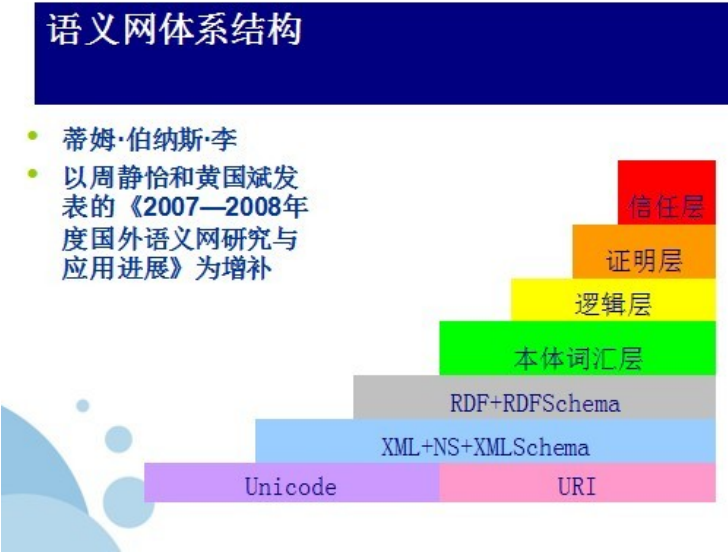 语义网体系结构
蒂姆·伯纳斯·李
以周静怡和黄国斌发
表的《2007—2008年
度国外语义网研究与
应用进展》为增补
信任层
证明层
逻辑层
本体词汇层
RDF+RDFSchema
XML+NS+XMLSchema
Unicode URI